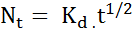 Nt = Kd .t1/2